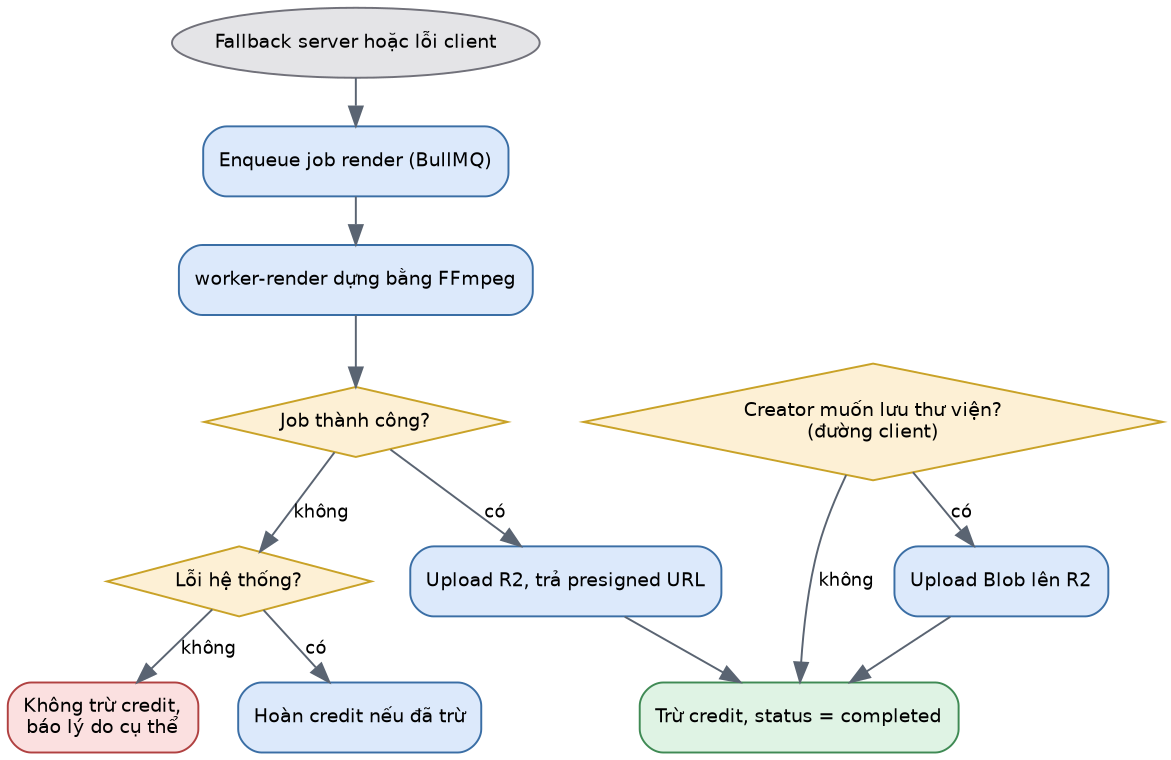 Fallback server hoặc lỗi client
Enqueue job render (BullMQ)
worker-render dựng bằng FFmpeg
Job thành công?
Creator muốn lưu thư viện?
(đường client)
không
có
có
Lỗi hệ thống?
Upload R2, trả presigned URL
không
Upload Blob lên R2
không
có
Không trừ credit,
báo lý do cụ thể
Hoàn credit nếu đã trừ
Trừ credit, status = completed